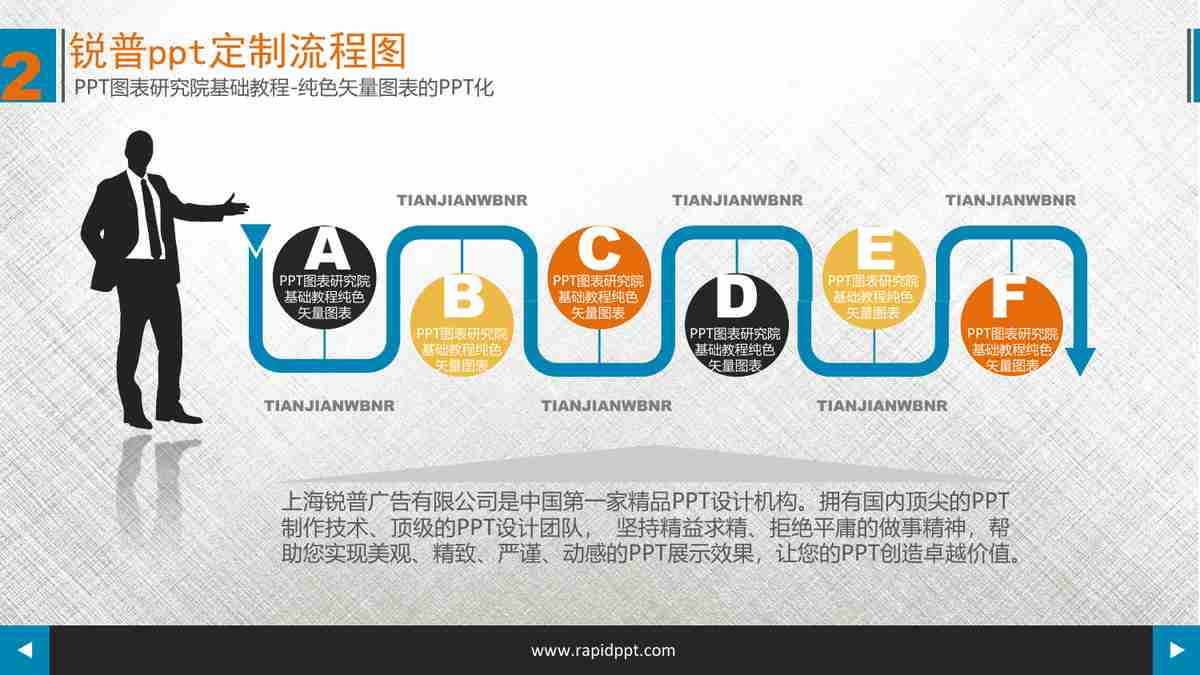 2
锐普ppt定制流程图
PPT图表研究院基础教程-纯色矢量图表的PPT化
TIANJIANWBNR
TIANJIANWBNR
TIANJIANWBNR
A
PPT图表研究院
基础教程纯色
矢量图表
B
PPT图表研究院
基础教程纯色
矢量图表
C
PPT图表研究院
基础教程纯色
矢量图表
D
PPT图表研究院
基础教程纯色
矢量图表
E
PPT图表研究院
基础教程纯色
矢量图表
F
PPT图表研究院
基础教程纯色
矢量图表
TIANJIANWBNR
TIANJIANWBNR
TIANJIANWBNR
上海锐普广告有限公司是中国第一家精品PPT设计机构。拥有国内顶尖的PPT
制作技术、顶级的PPT设计团队， 坚持精益求精、拒绝平庸的做事精神，帮
助您实现美观、精致、严谨、动感的PPT展示效果，让您的PPT创造卓越价值。
www.rapidppt.com